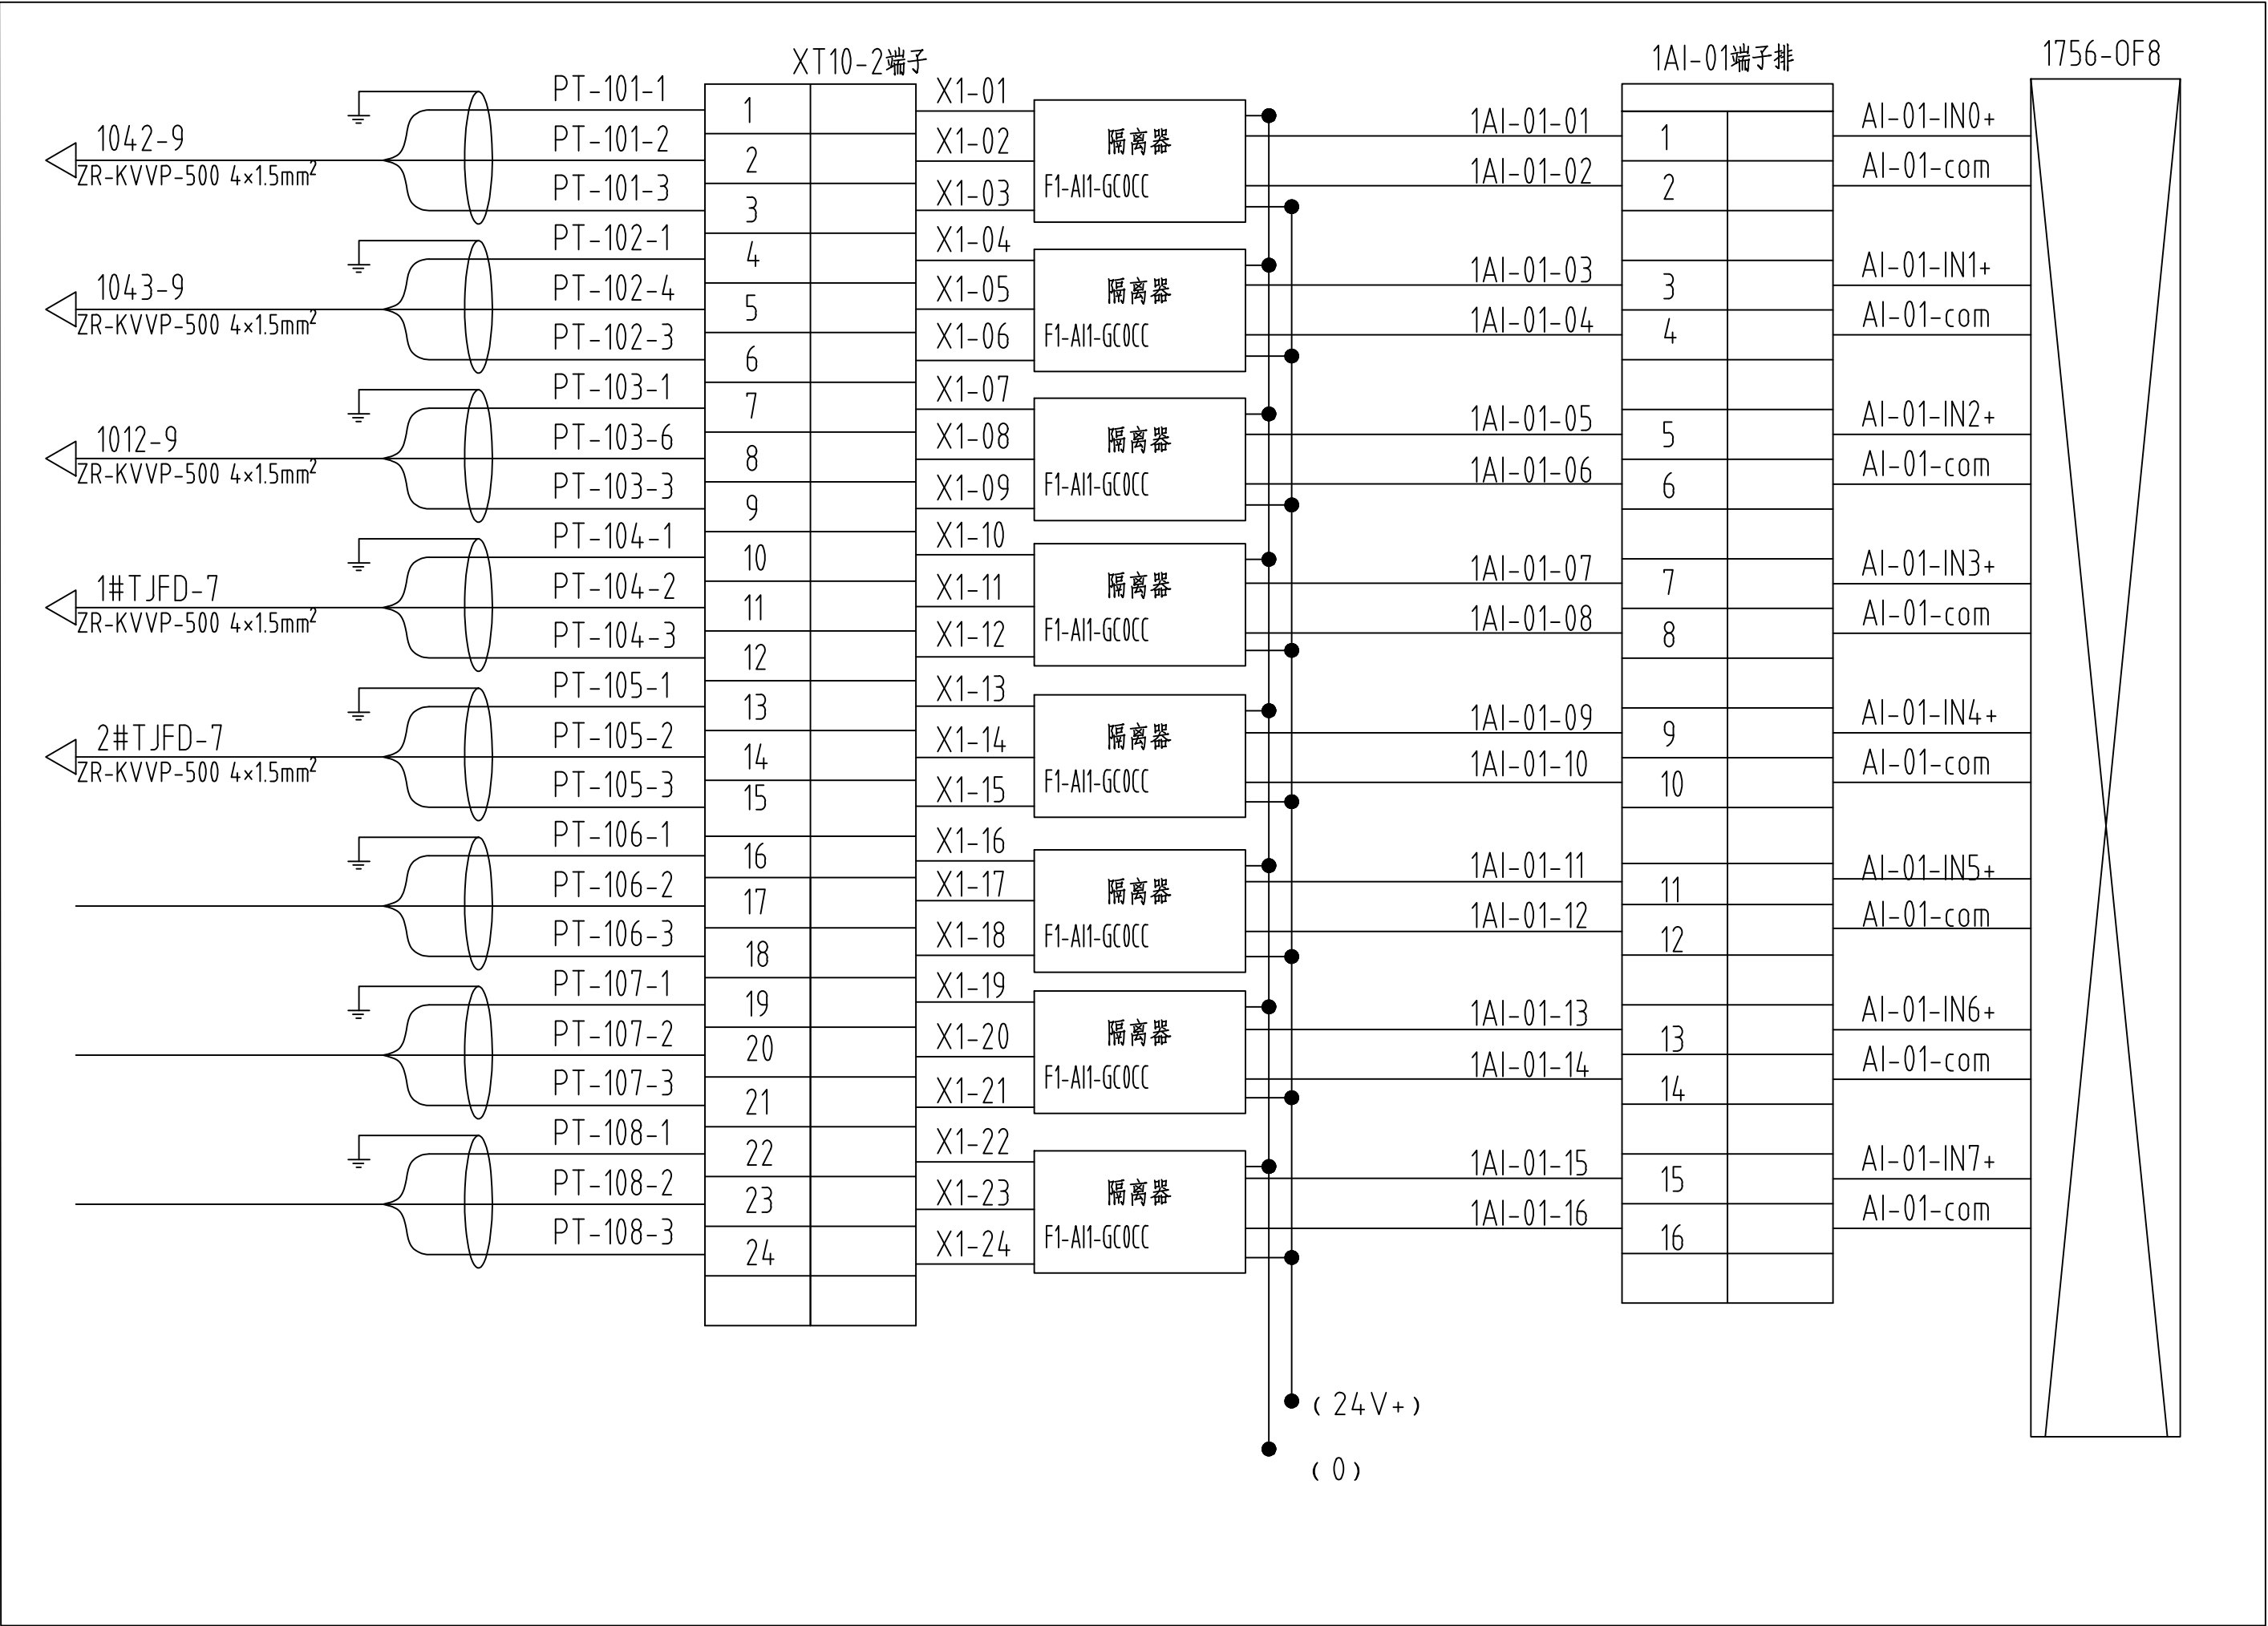 XT10-2端子
1AI-01端子排
1756-OF8
1042-9
ZR-KVVP-500 4×1.5mm²
1043-9
ZR-KVVP-500 4×1.5mm²
1012-9
ZR-KVVP-500 4×1.5mm²
1#TJFD-7
ZR-KVVP-500 4×1.5mm²
2#TJFD-7
ZR-KVVP-500 4×1.5mm²
PT-101-1
PT-101-2
PT-101-3
PT-102-1
PT-102-4
PT-102-3
PT-103-1
PT-103-6
PT-103-3
PT-104-1
PT-104-2
PT-104-3
PT-105-1
PT-105-2
PT-105-3
PT-106-1
PT-106-2
PT-106-3
PT-107-1
PT-107-2
PT-107-3
PT-108-1
PT-108-2
PT-108-3
1
2
3
4
5
6
7
8
9
10
11
12
13
14
15
16
17
18
19
20
21
22
23
24
X1-01
X1-02
X1-03
X1-04
X1-05
X1-06
X1-07
X1-08
X1-09
X1-10
X1-11
X1-12
X1-13
X1-14
X1-15
X1-16
X1-17
X1-18
X1-19
X1-20
X1-21
X1-22
X1-23
X1-24
隔离器
F1-AI1-GC0CC
隔离器
F1-AI1-GC0CC
隔离器
F1-AI1-GC0CC
隔离器
F1-AI1-GC0CC
隔离器
F1-AI1-GC0CC
隔离器
F1-AI1-GC0CC
隔离器
F1-AI1-GC0CC
隔离器
F1-AI1-GC0CC
(24V+)
(0)
1AI-01-01
1AI-01-02
1AI-01-03
1AI-01-04
1AI-01-05
1AI-01-06
1AI-01-07
1AI-01-08
1AI-01-09
1AI-01-10
1AI-01-11
1AI-01-12
1AI-01-13
1AI-01-14
1AI-01-15
1AI-01-16
1
2
3
4
5
6
7
8
9
10
11
12
13
14
15
16
AI-01-IN0+
AI-01-com
AI-01-IN1+
AI-01-com
AI-01-IN2+
AI-01-com
AI-01-IN3+
AI-01-com
AI-01-IN4+
AI-01-com
AI-01-IN5+
AI-01-com
AI-01-IN6+
AI-01-com
AI-01-IN7+
AI-01-com